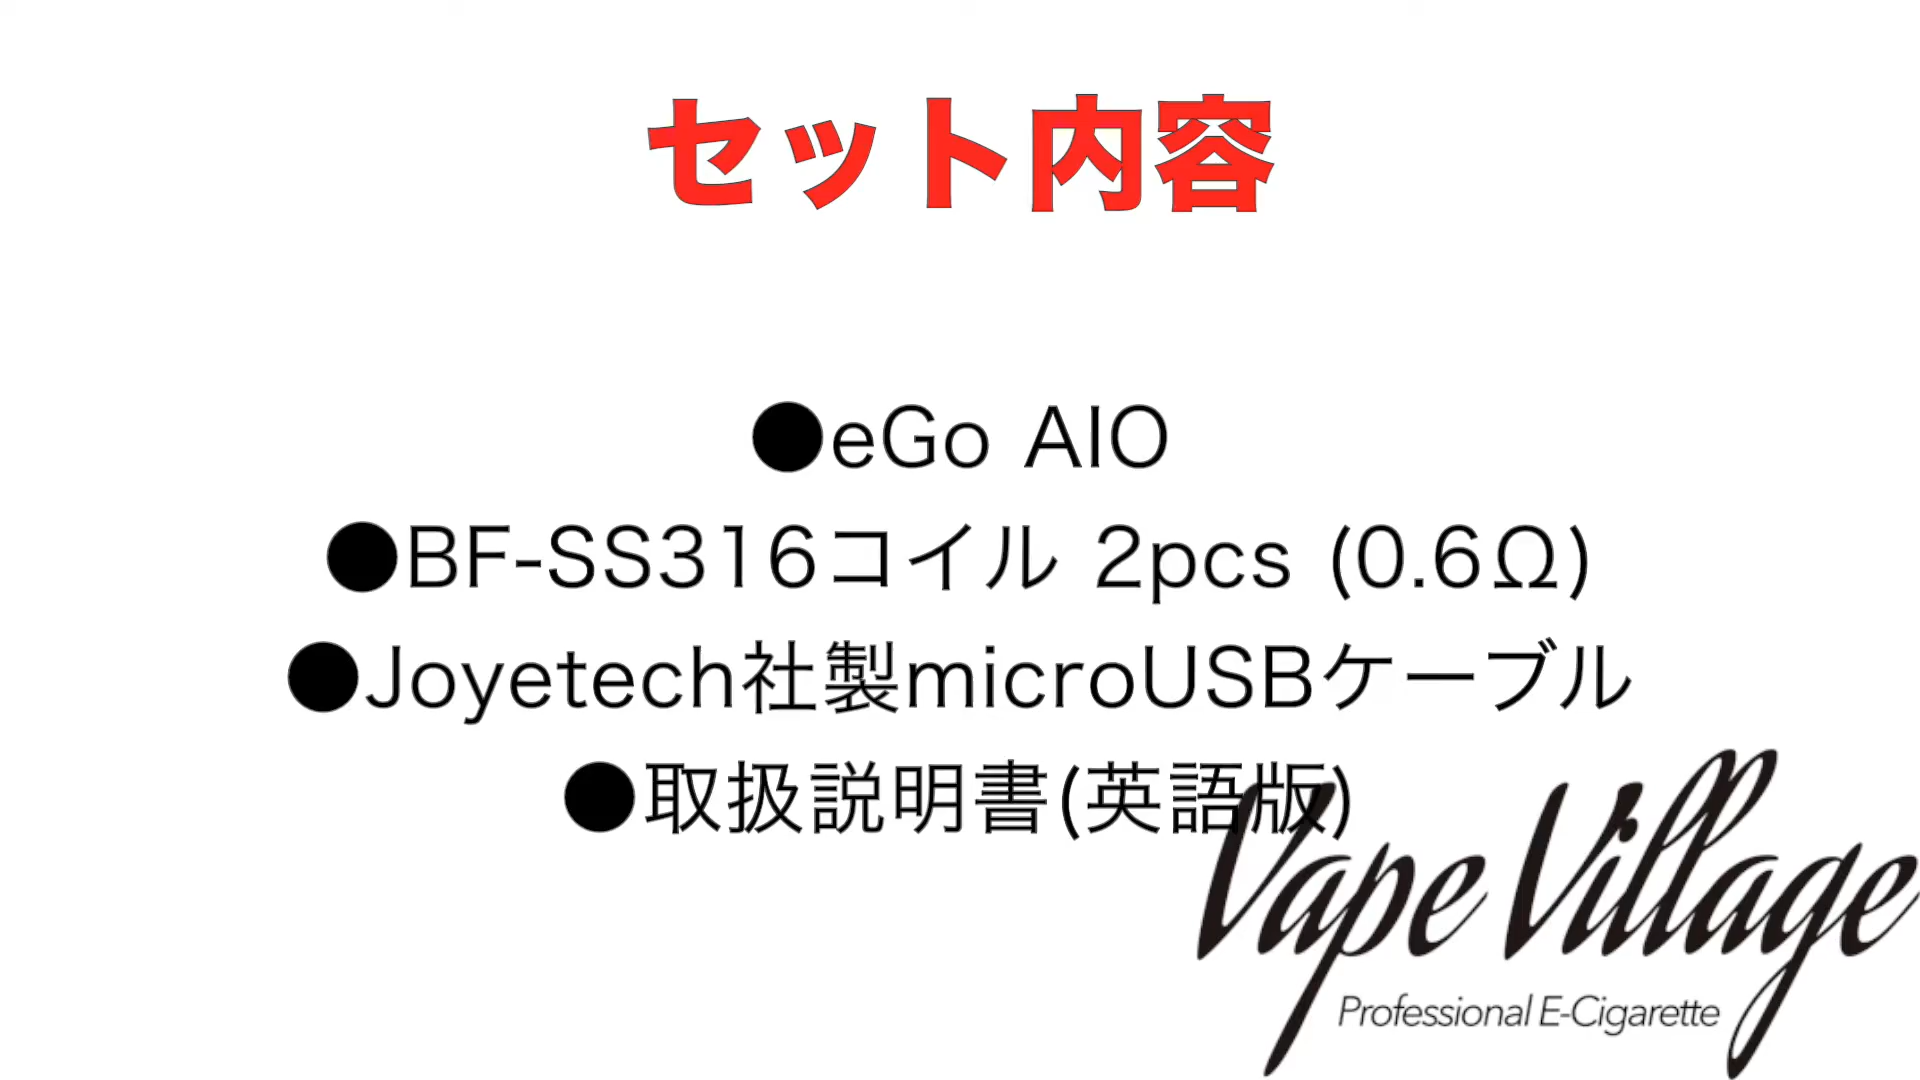 セット内容
●eGo AIO
●BF-SS316コイル 2pcs (0.6Ω)
●Joyetech社製microUSBケーブル
●取扱説明書(英語版)
Vape Village
Professional E-Cigarette